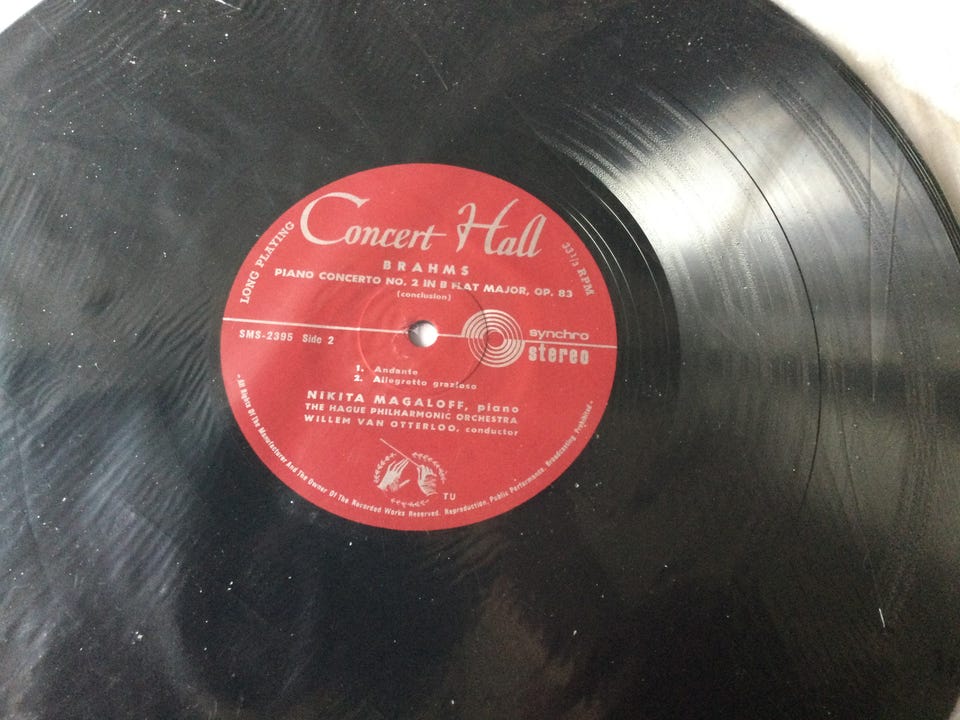 Concert Hall
LONG PLAYING
33 1/3 RPM
BRAHMS
PIANO CONCERTO NO. 2 IN B FLAT MAJOR, OP. 83
(conclusion)
SMS-2395 Side 2
synchro
stereo
1. Andante
2. Allegretto grazioso
NIKITA MAGALOFF, piano
THE HAGUE PHILHARMONIC ORCHESTRA
WILLEM VAN OTTERLOO, conductor
TU
- All Rights Of The Manufacturer And The Owner Of The Recorded Works Reserved. Reproduction, Public Performance, Broadcasting Prohibited -